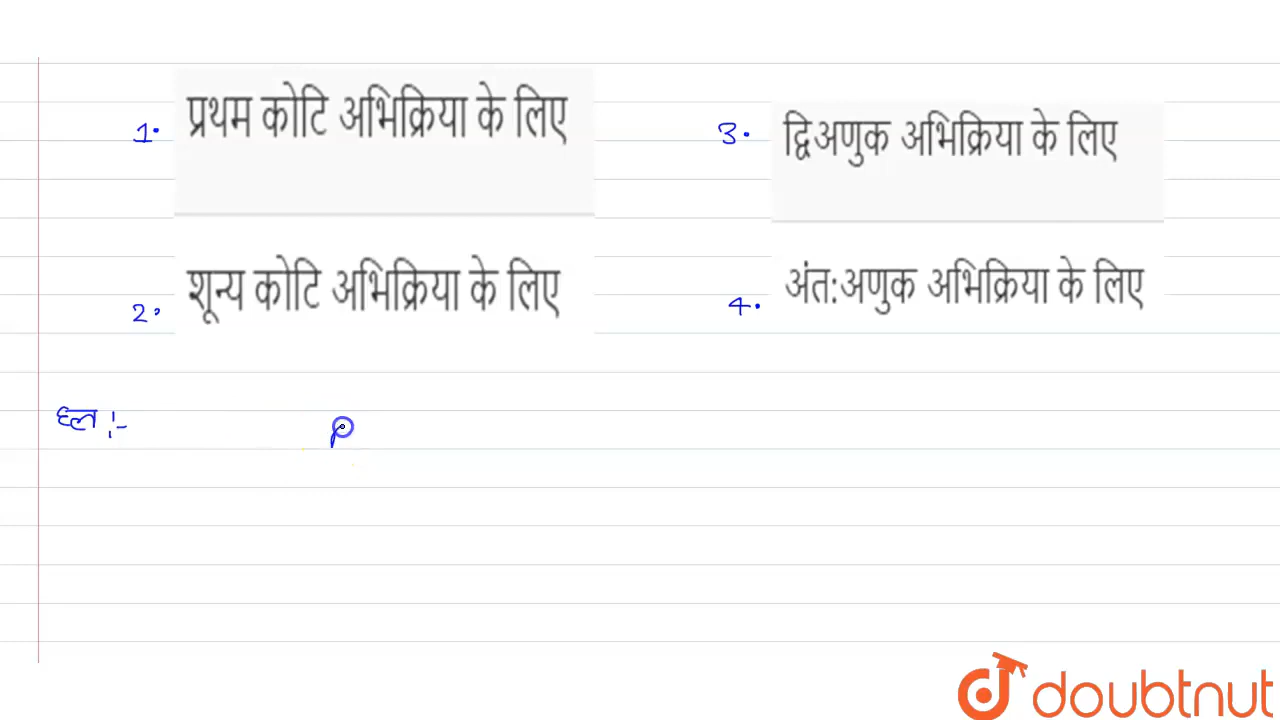 1. प्रथम कोटि अभिक्रिया के लिए
2. शून्य कोटि अभिक्रिया के लिए
3. द्विअणुक अभिक्रिया के लिए
4. अंत:अणुक अभिक्रिया के लिए
हल :-
P
doubtnut